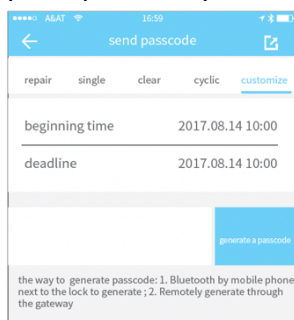 A&AT 16:59
send passcode
repair single clear cyclic customize
beginning time 2017.08.14 10:00
deadline 2017.08.14 10:00
generate a passcode
the way to generate passcode: 1. Bluetooth by mobile phone
next to the lock to generate ; 2. Remotely generate through
the gateway